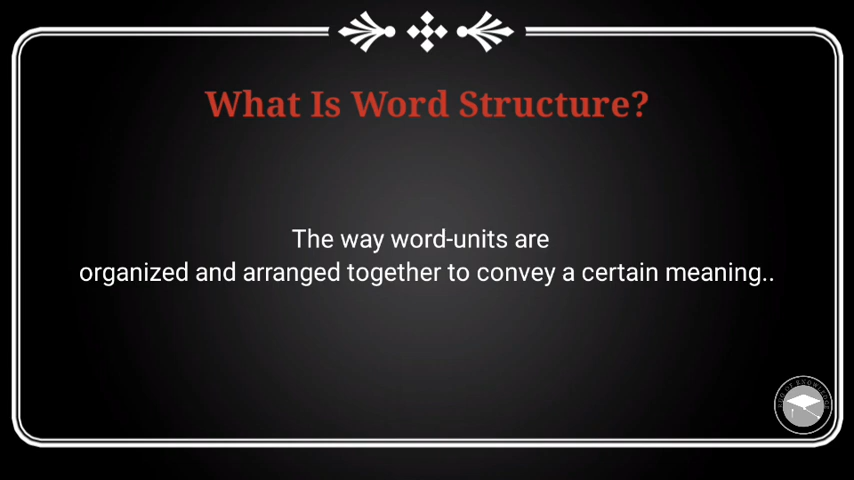 What Is Word Structure?
The way word-units are
organized and arranged together to convey a certain meaning..